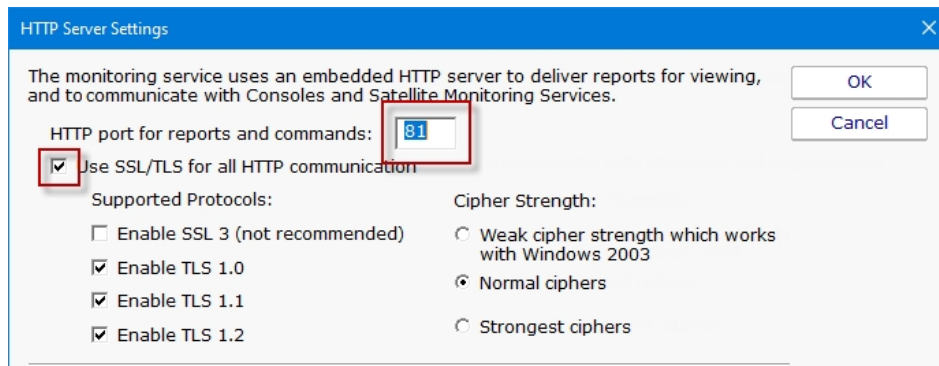 HTTP Server Settings
The monitoring service uses an embedded HTTP server to deliver reports for viewing,
and to communicate with Consoles and Satellite Monitoring Services.
OK
Cancel
HTTP port for reports and commands: 81
Use SSL/TLS for all HTTP communication
Supported Protocols:
Enable SSL 3 (not recommended)
Enable TLS 1.0
Enable TLS 1.1
Enable TLS 1.2
Cipher Strength:
Weak cipher strength which works
with Windows 2003
Normal ciphers
Strongest ciphers